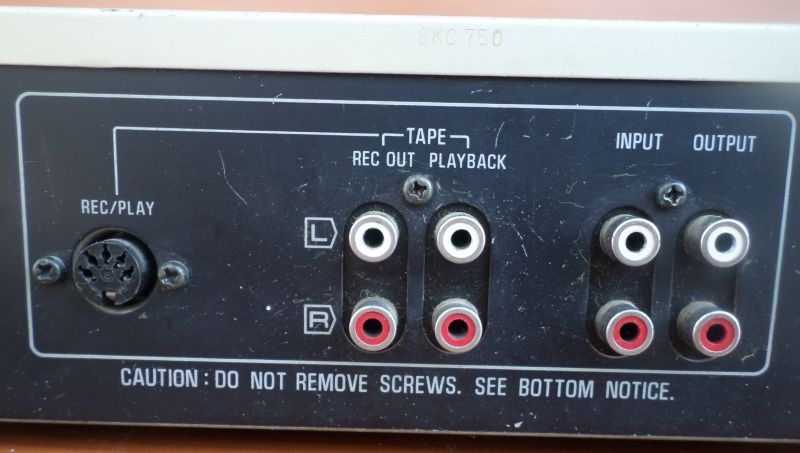 SKC 750
TAPE
REC OUT PLAYBACK
INPUT OUTPUT
REC/PLAY
L
R
CAUTION: DO NOT REMOVE SCREWS. SEE BOTTOM NOTICE.